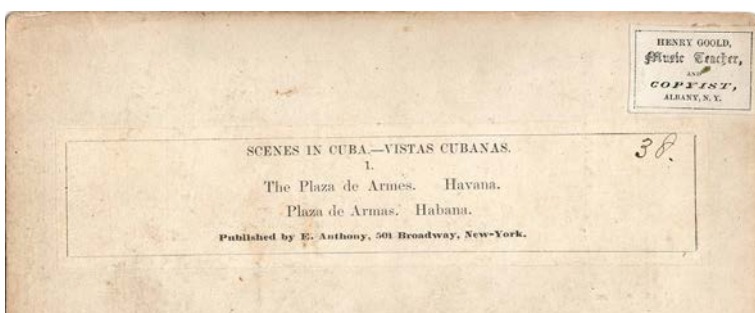 HENRY GOOLD,
Music Teacher,
AND
COPYIST,
ALBANY, N. Y.
SCENES IN CUBA.—VISTAS CUBANAS.
38.
1.
The Plaza de Armes. Havana.
Plaza de Armas. Habana.
Published by E. Anthony, 501 Broadway, New-York.